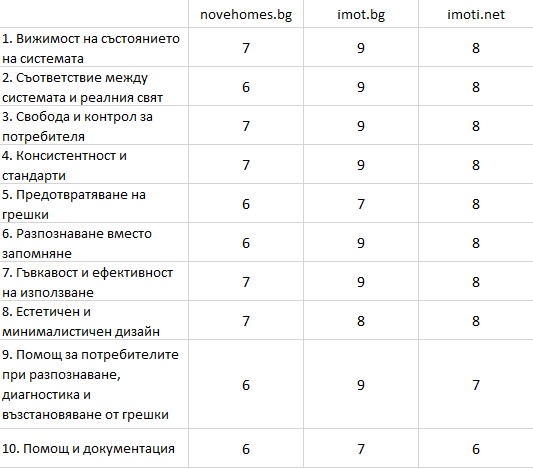 novehomes.bg imot.bg imoti.net
1. Вижимост на състоянието
на системата
7 9 8
2. Съответствие между
системата и реалния свят
6 9 8
3. Свобода и контрол за
потребителя
7 9 8
4. Консистентност и
стандарти
7 9 8
5. Предотвратяване на
грешки
6 7 8
6. Разпознаване вместо
запомняне
6 9 8
7. Гъвкавост и ефективност
на използване
7 9 8
8. Естетичен и
минималистичен дизайн
7 8 8
9. Помощ за потребителите
при разпознаване,
диагностика и
възстановяване от грешки
6 9 7
10. Помощ и документация 6 7 6